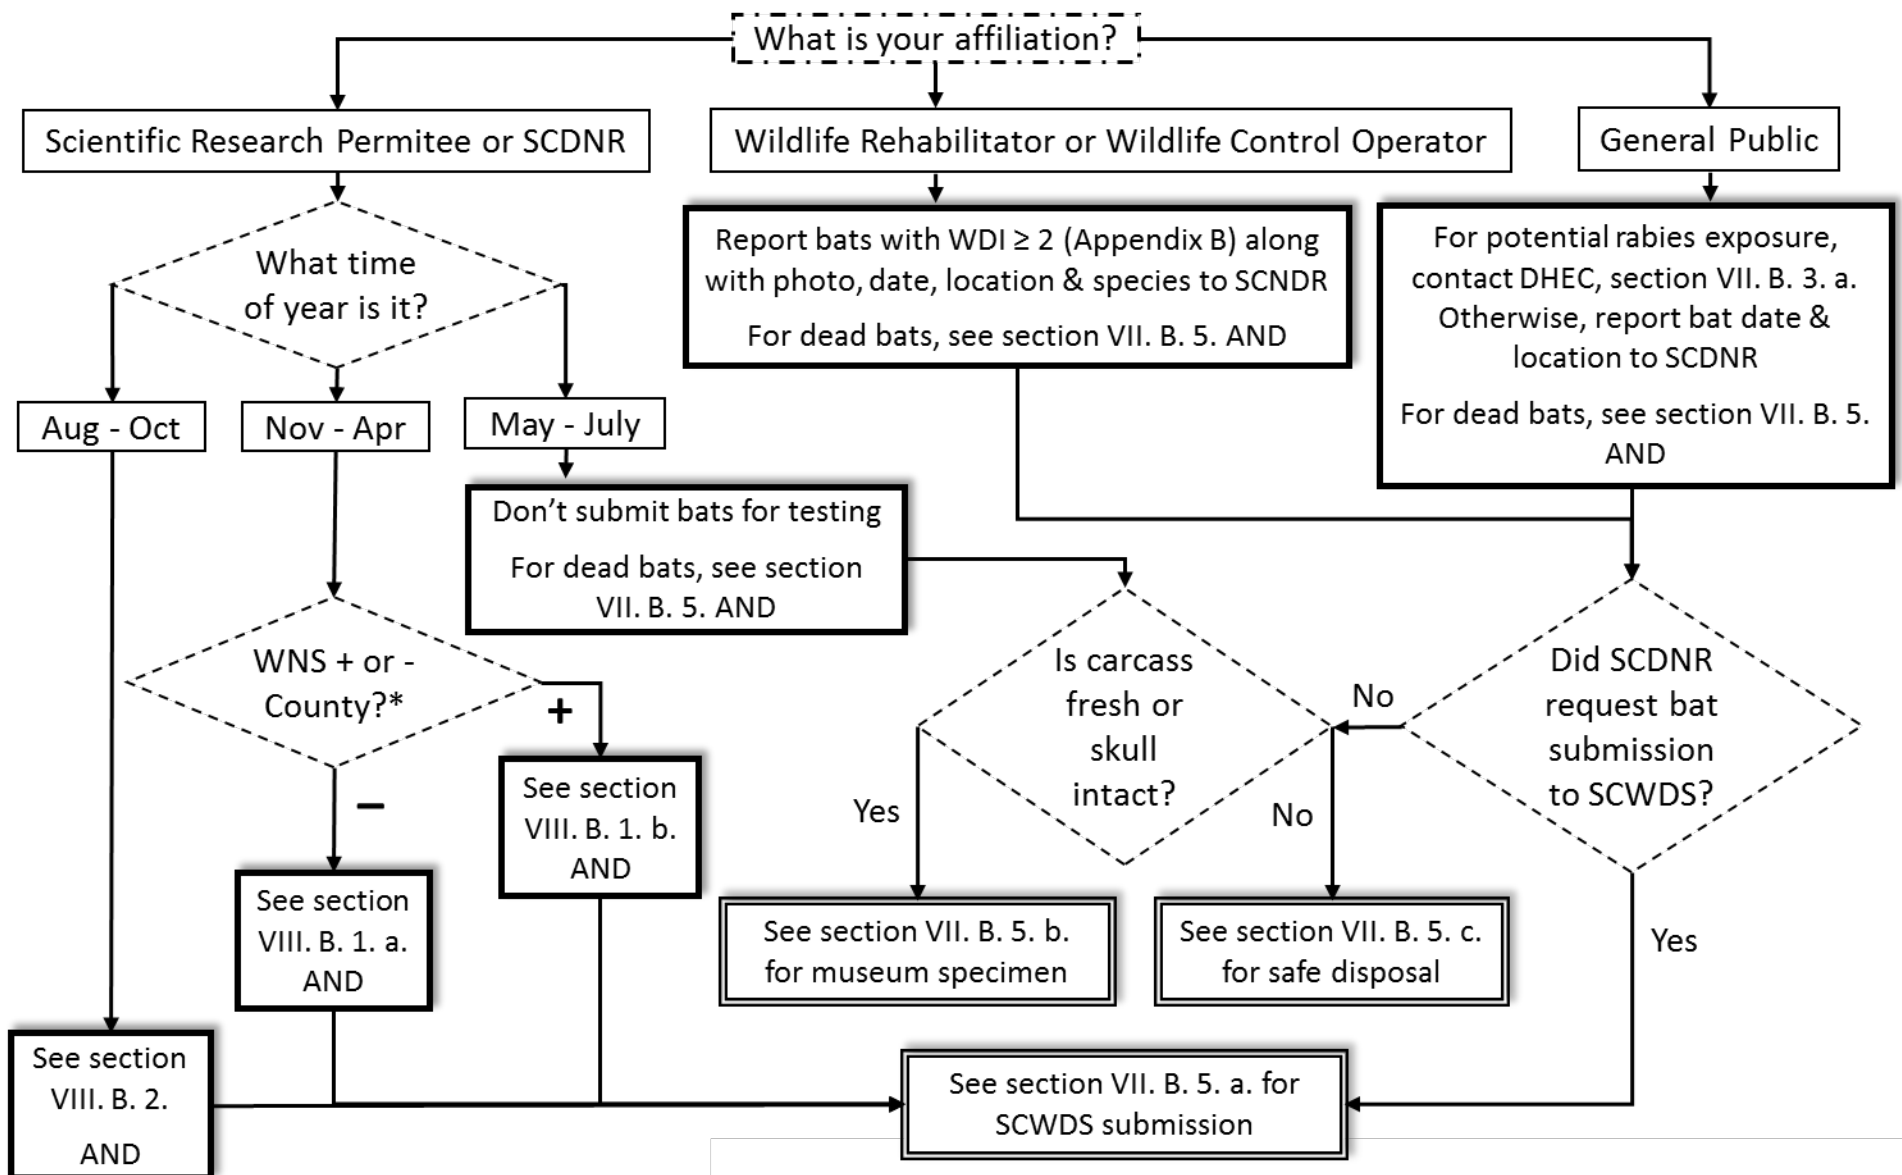 What is your affiliation?
Scientific Research Permitee or SCDNR
Wildlife Rehabilitator or Wildlife Control Operator
General Public
What time
of year is it?
Report bats with WDI ≥ 2 (Appendix B) along
with photo, date, location & species to SCNDR
For dead bats, see section VII. B. 5. AND
For potential rabies exposure,
contact DHEC, section VII. B. 3. a.
Otherwise, report bat date &
location to SCDNR
For dead bats, see section VII. B. 5.
AND
Aug - Oct
Nov - Apr
May - July
Don’t submit bats for testing
For dead bats, see section
VII. B. 5. AND
WNS + or -
County?*
+
−
Is carcass
fresh or
skull
intact?
Did SCDNR
request bat
submission
to SCWDS?
No
Yes
No
Yes
See section
VIII. B. 1. b.
AND
See section
VIII. B. 1. a.
AND
See section VII. B. 5. b.
for museum specimen
See section VII. B. 5. c.
for safe disposal
See section
VIII. B. 2.
AND
See section VII. B. 5. a. for
SCWDS submission